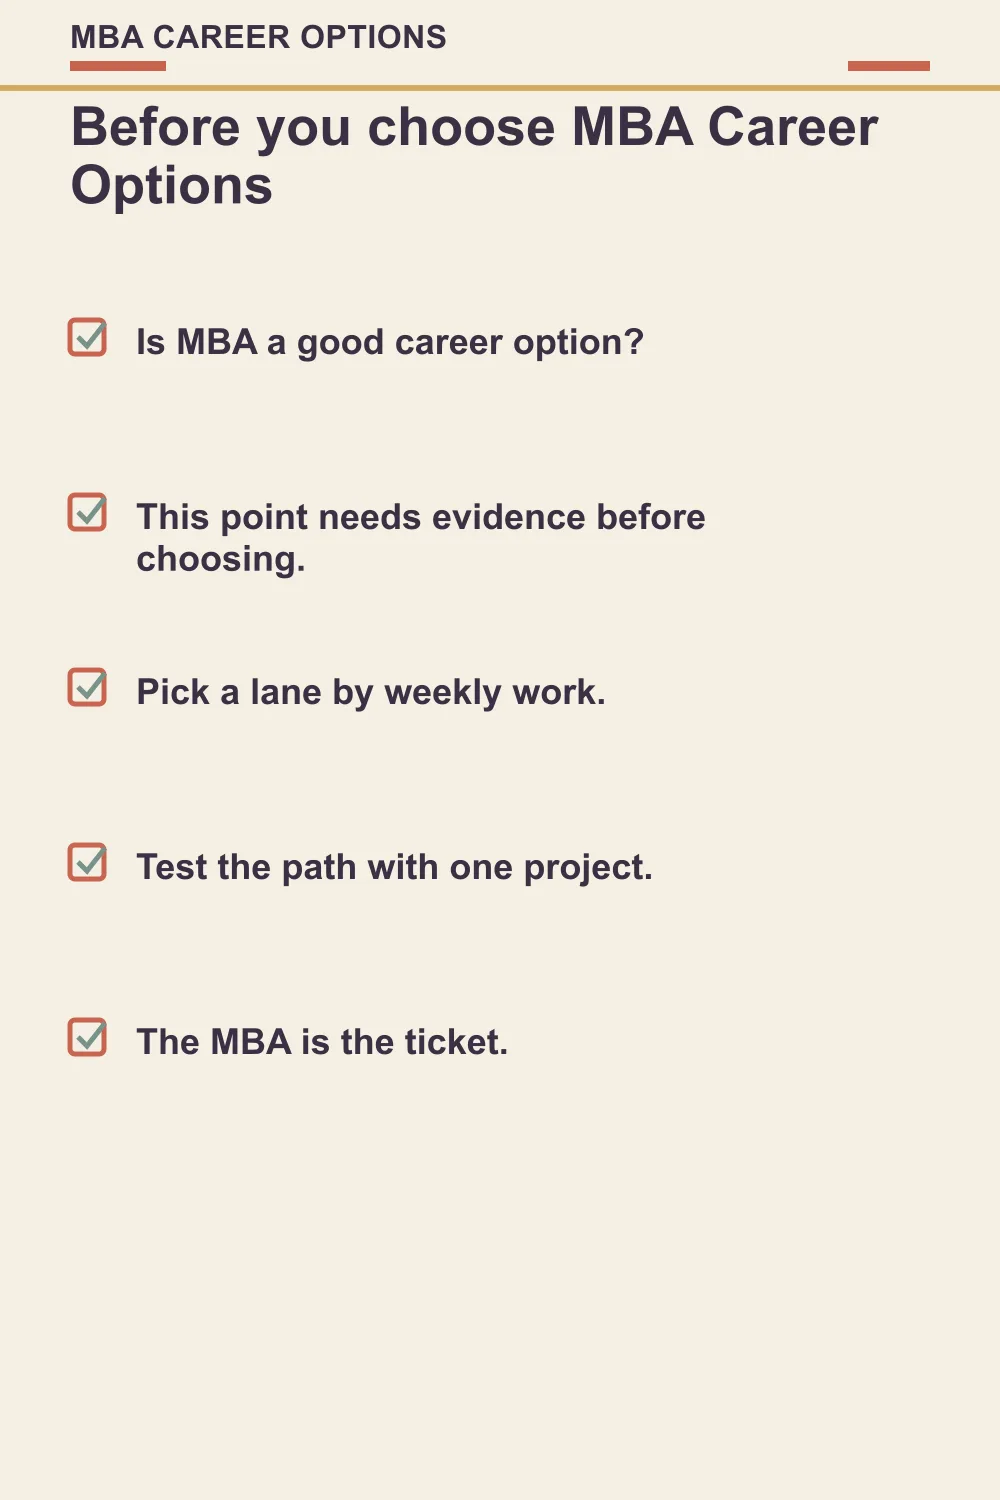 MBA CAREER OPTIONS
Before you choose MBA Career
Options
Is MBA a good career option?
This point needs evidence before
choosing.
Pick a lane by weekly work.
Test the path with one project.
The MBA is the ticket.